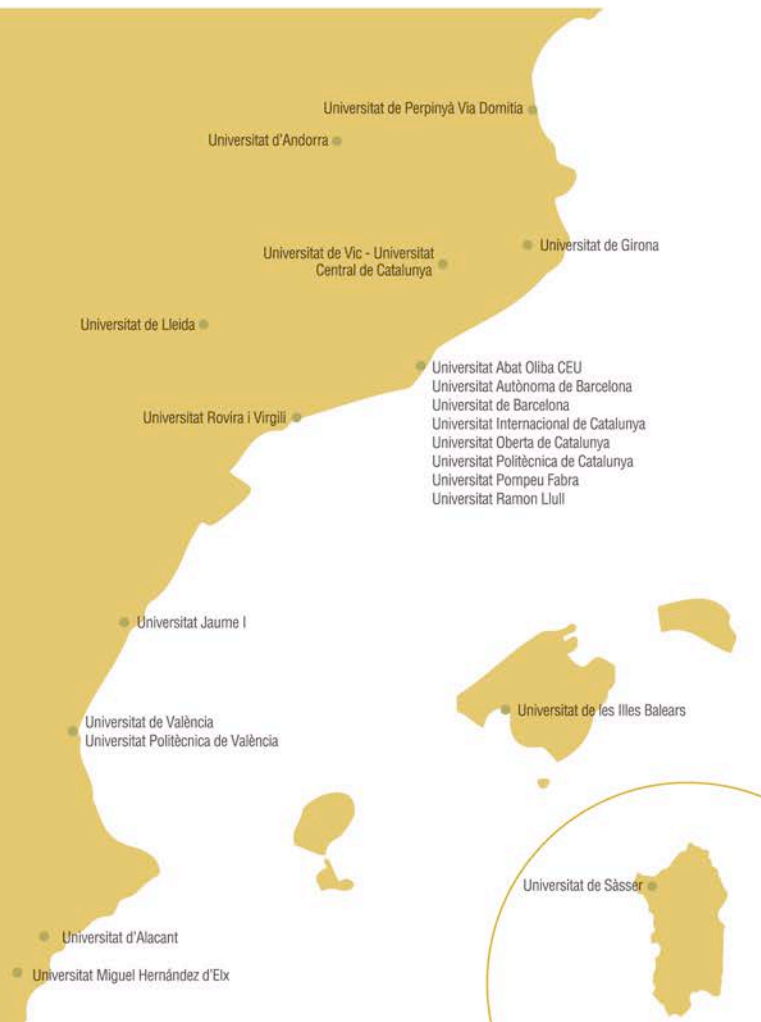 Universitat de Perpinyà Via Domitia
Universitat d'Andorra
Universitat de Girona
Universitat de Vic - Universitat
Central de Catalunya
Universitat de Lleida
Universitat Abat Oliba CEU
Universitat Autònoma de Barcelona
Universitat de Barcelona
Universitat Internacional de Catalunya
Universitat Oberta de Catalunya
Universitat Politècnica de Catalunya
Universitat Pompeu Fabra
Universitat Ramon Llull
Universitat Rovira i Virgili
Universitat Jaume I
Universitat de les Illes Balears
Universitat de València
Universitat Politècnica de València
Universitat de Sàsser
Universitat d'Alacant
Universitat Miguel Hernández d'Elx